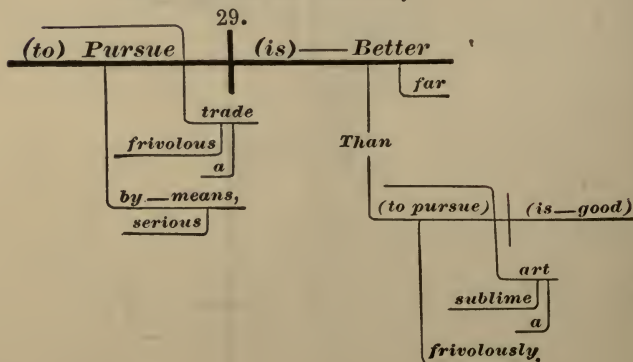 29.
(to) Pursue (is)—Better
far
trade
frivolous
Than
a
by—means,
(to pursue) (is—good)
serious
art
sublime
a
frivolously,